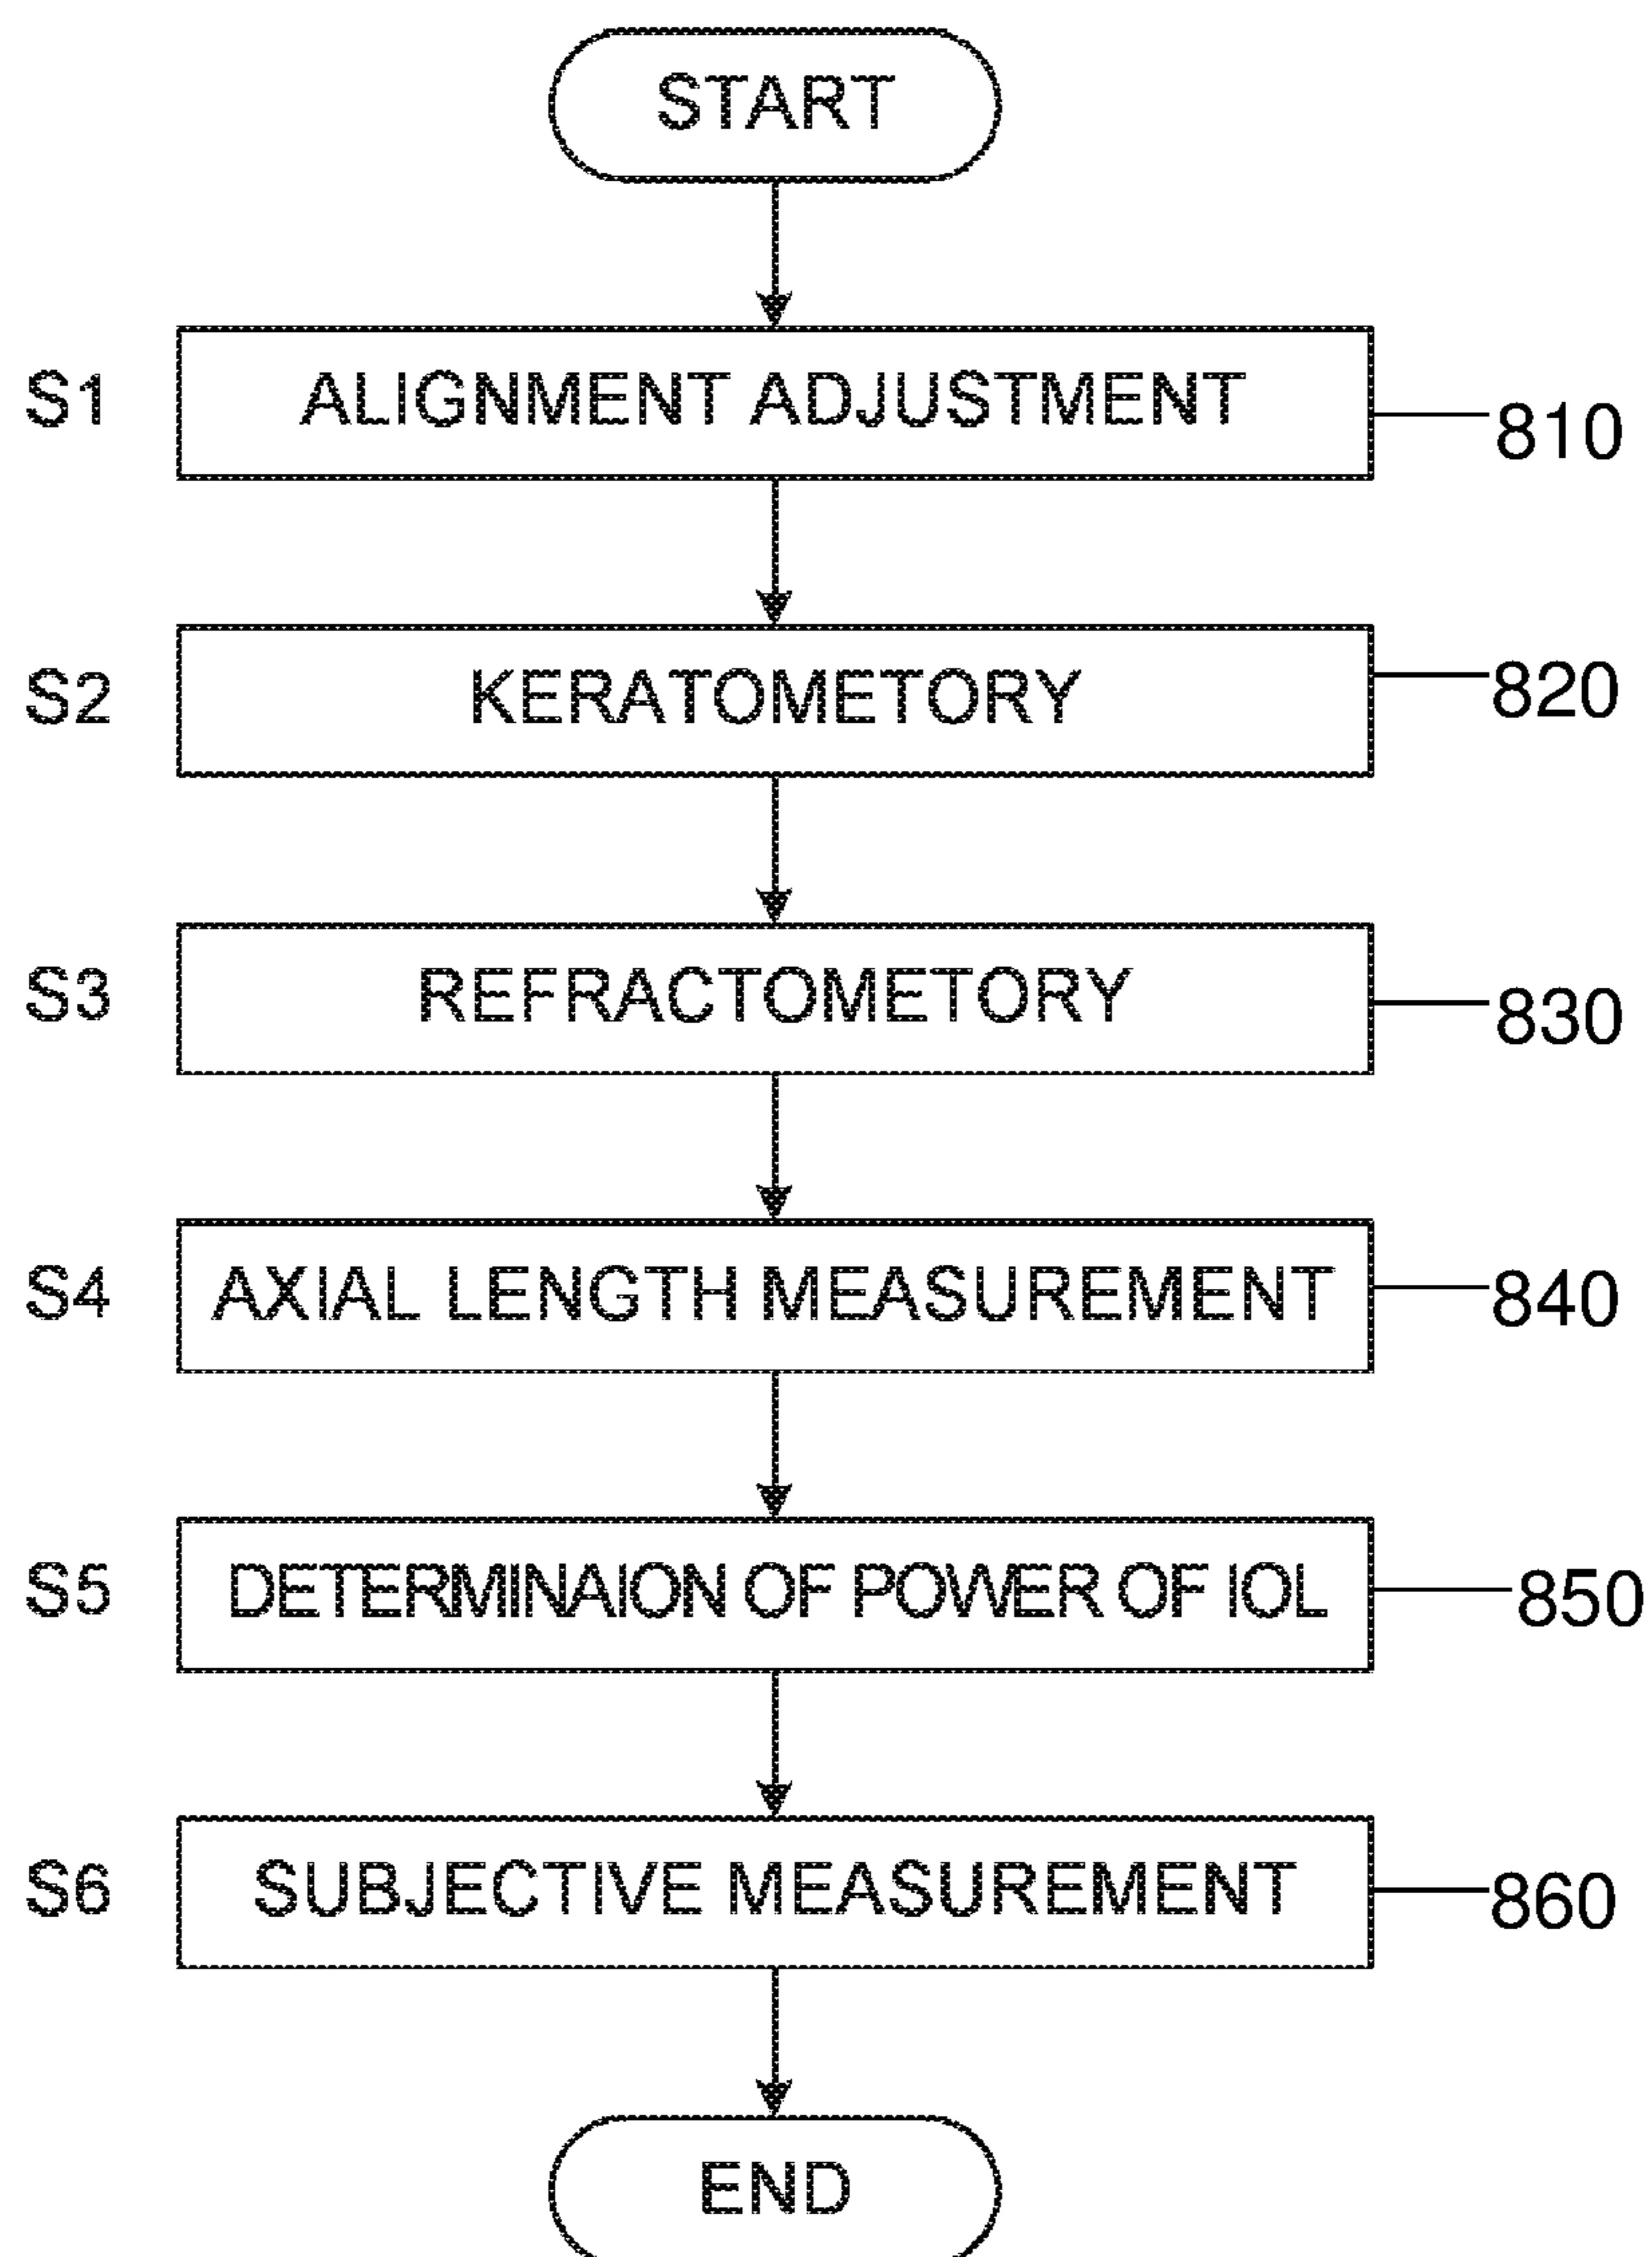 START
S1 ALIGNMENT ADJUSTMENT 810
S2 KERATOMETORY 820
S3 REFRACTOMETORY 830
S4 AXIAL LENGTH MEASUREMENT 840
S5 DETERMINAION OF POWER OF IOL 850
S6 SUBJECTIVE MEASUREMENT 860
END